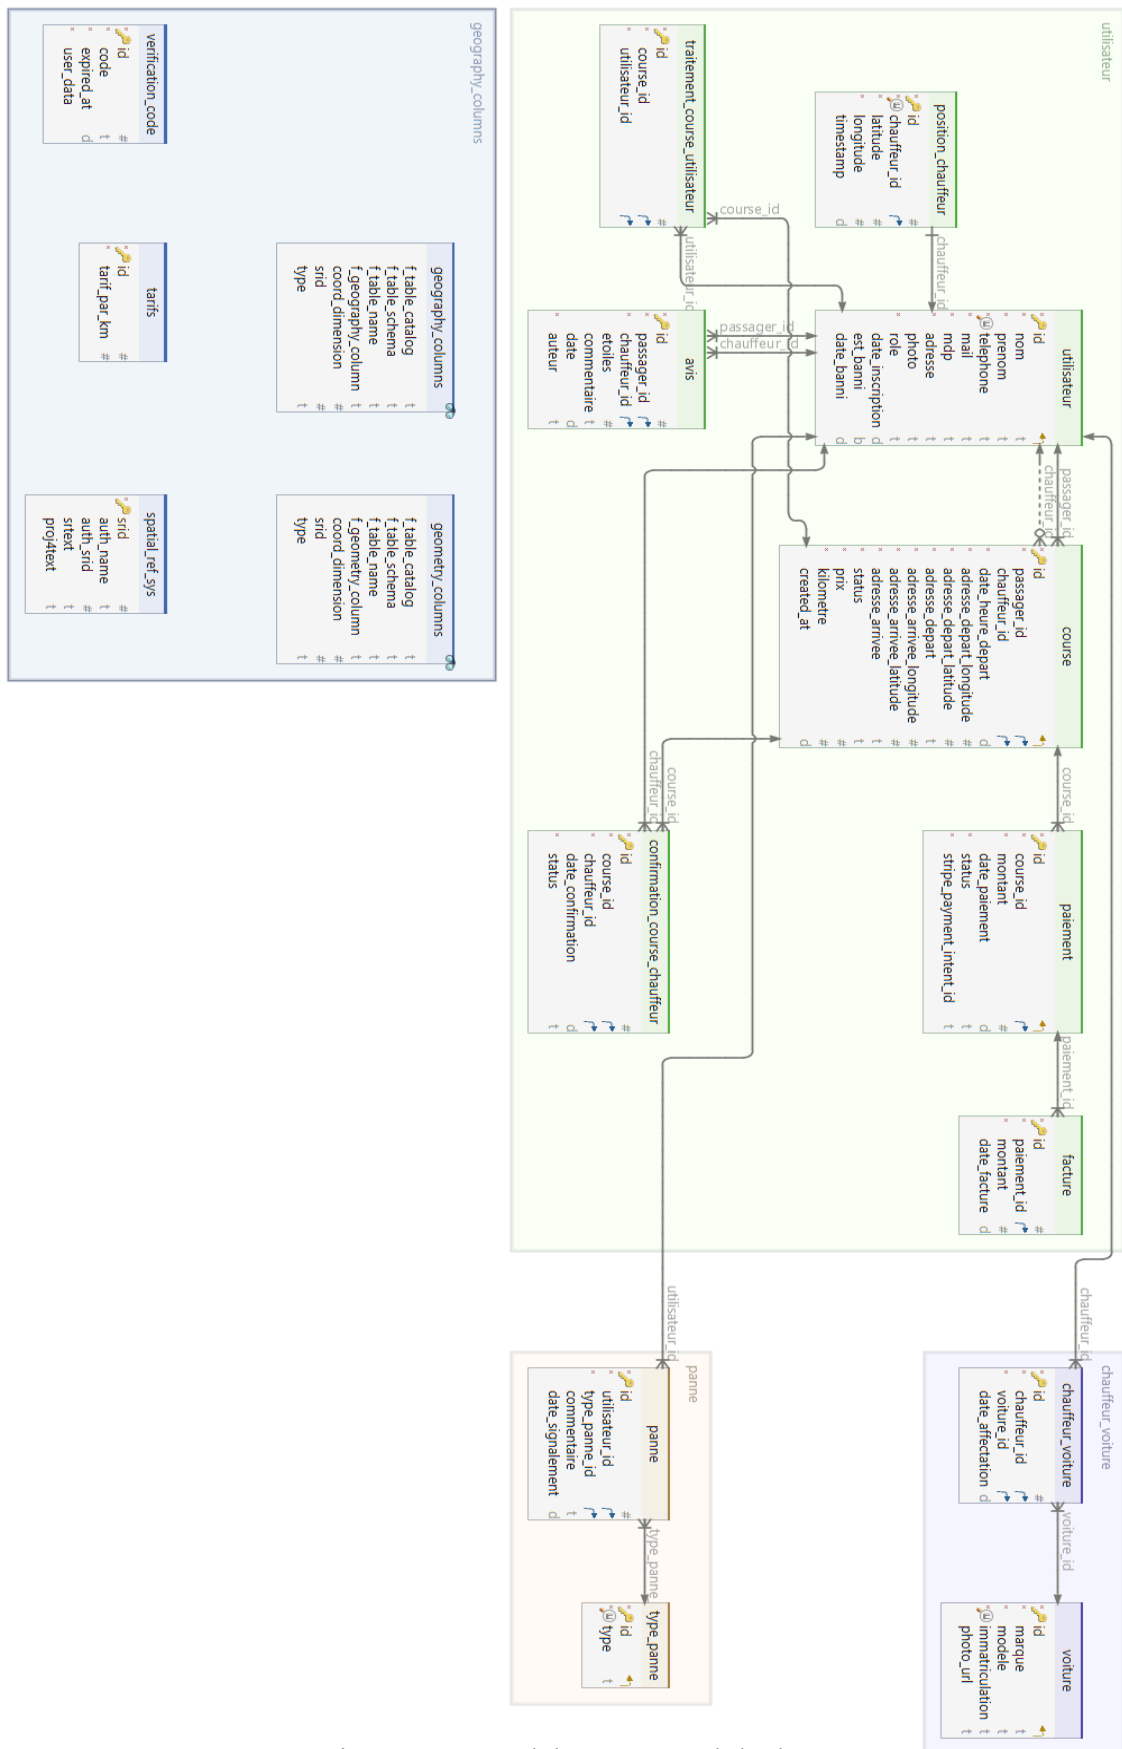 utilisateur
traitement_course_utilisateur
id
course_id
utilisateur_id
#
position_chauffeur
id
chauffeur_id
latitude
longitude
timestamp
#
#
#
d
course_id
utilisateur_id
chauffeur_id
utilisateur
id
nom
prenom
telephone
mail
mdp
adresse
photo
role
date_inscription
est_banni
date_banni
t
t
t
t
t
t
t
t
d
b
d
avis
id
passager_id
chauffeur_id
etoiles
commentaire
date
auteur
#
#
t
d
t
passager_id
chauffeur_id
passager_id
chauffeur_id
course
id
passager_id
chauffeur_id
date_heure_depart
adresse_depart_longitude
adresse_depart_latitude
adresse_depart
adresse_arrivee_longitude
adresse_arrivee_latitude
adresse_arrivee
status
prix
kilometre
created_at
d
#
#
t
#
#
t
t
#
#
d
course_id
chauffeur_id
course_id
paiement
id
course_id
montant
date_paiement
status
stripe_payment_intent_id
#
d
t
t
confirmation_course_chauffeur
id
course_id
chauffeur_id
date_confirmation
status
#
d
t
paiement_id
facture
id
paiement_id
montant
date_facture
#
#
d
chauffeur_id
utilisateur_id
chauffeur_voiture
chauffeur_voiture
id
chauffeur_id
voiture_id
date_affectation
#
d
voiture_id
voiture
id
marque
modele
immatriculation
photo_url
t
t
t
t
panne
panne
id
utilisateur_id
type_panne_id
commentaire
date_signalement
#
t
d
type_panne
type_panne
id
type
t
geography_columns
verification_code
id
code
expired_at
user_data
#
t
d
tarifs
id
tarif_par_km
#
#
geography_columns
f_table_catalog
f_table_schema
f_table_name
f_geography_column
coord_dimension
srid
type
t
t
t
t
#
#
t
geometry_columns
f_table_catalog
f_table_schema
f_table_name
f_geometry_column
coord_dimension
srid
type
t
t
t
t
#
#
t
spatial_ref_sys
srid
auth_name
auth_srid
srtext
proj4text
#
t
#
t
t